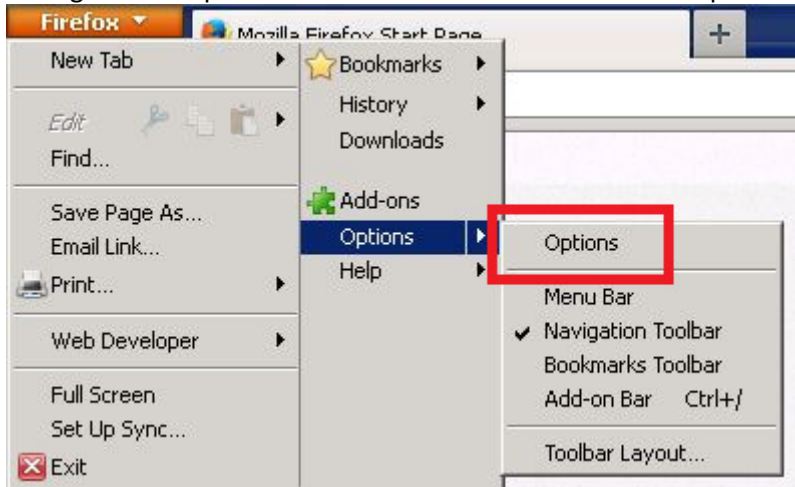 Firefox
Mozilla Firefox Start Page
+
New Tab
Edit
Find...
Save Page As...
Email Link...
Print...
Web Developer
Full Screen
Set Up Sync...
Exit
Bookmarks
History
Downloads
Add-ons
Options
Help
Options
Menu Bar
Navigation Toolbar
Bookmarks Toolbar
Add-on Bar Ctrl+/
Toolbar Layout...